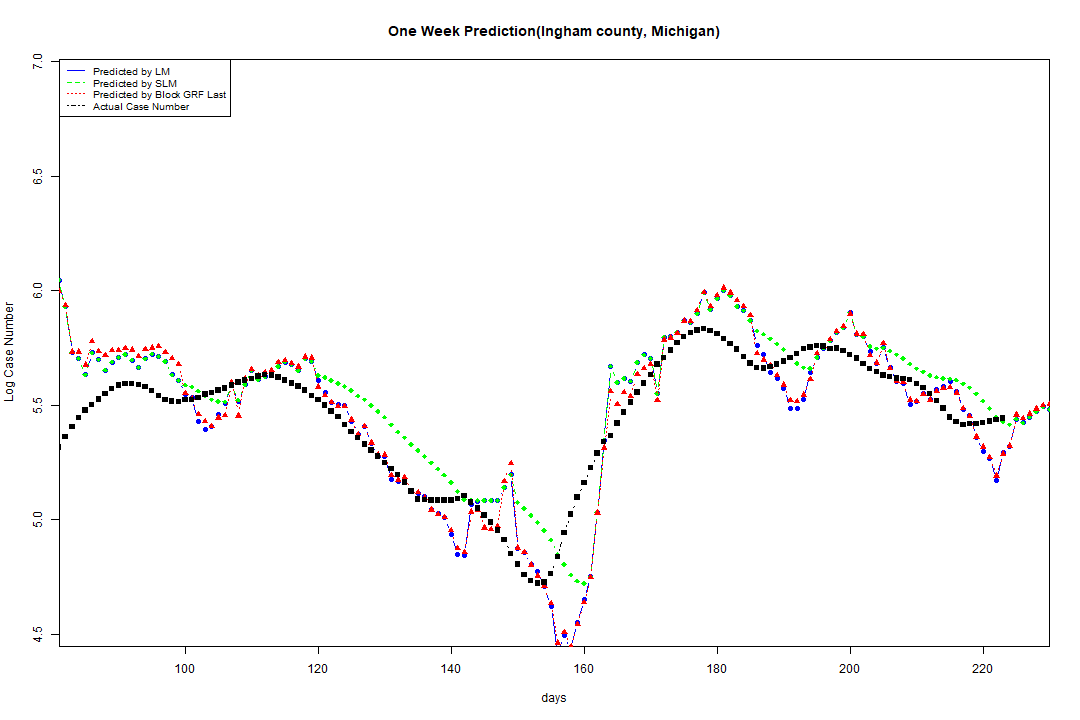 One Week Prediction(Ingham county, Michigan)
Predicted by LM
Predicted by SLM
Predicted by Block GRF Last
Actual Case Number
7.0
6.5
6.0
5.5
5.0
4.5
Log Case Number
100 120 140 160 180 200 220
days